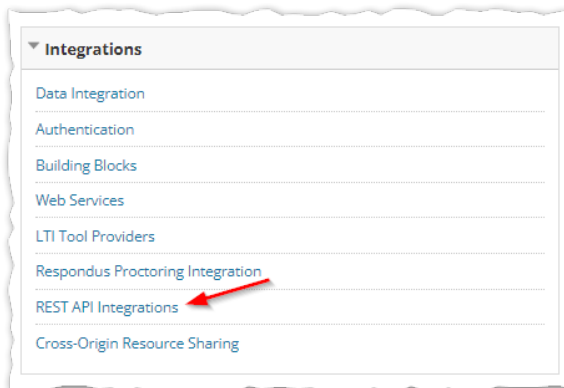 Integrations
Data Integration
Authentication
Building Blocks
Web Services
LTI Tool Providers
Respondus Proctoring Integration
REST API Integrations
Cross-Origin Resource Sharing